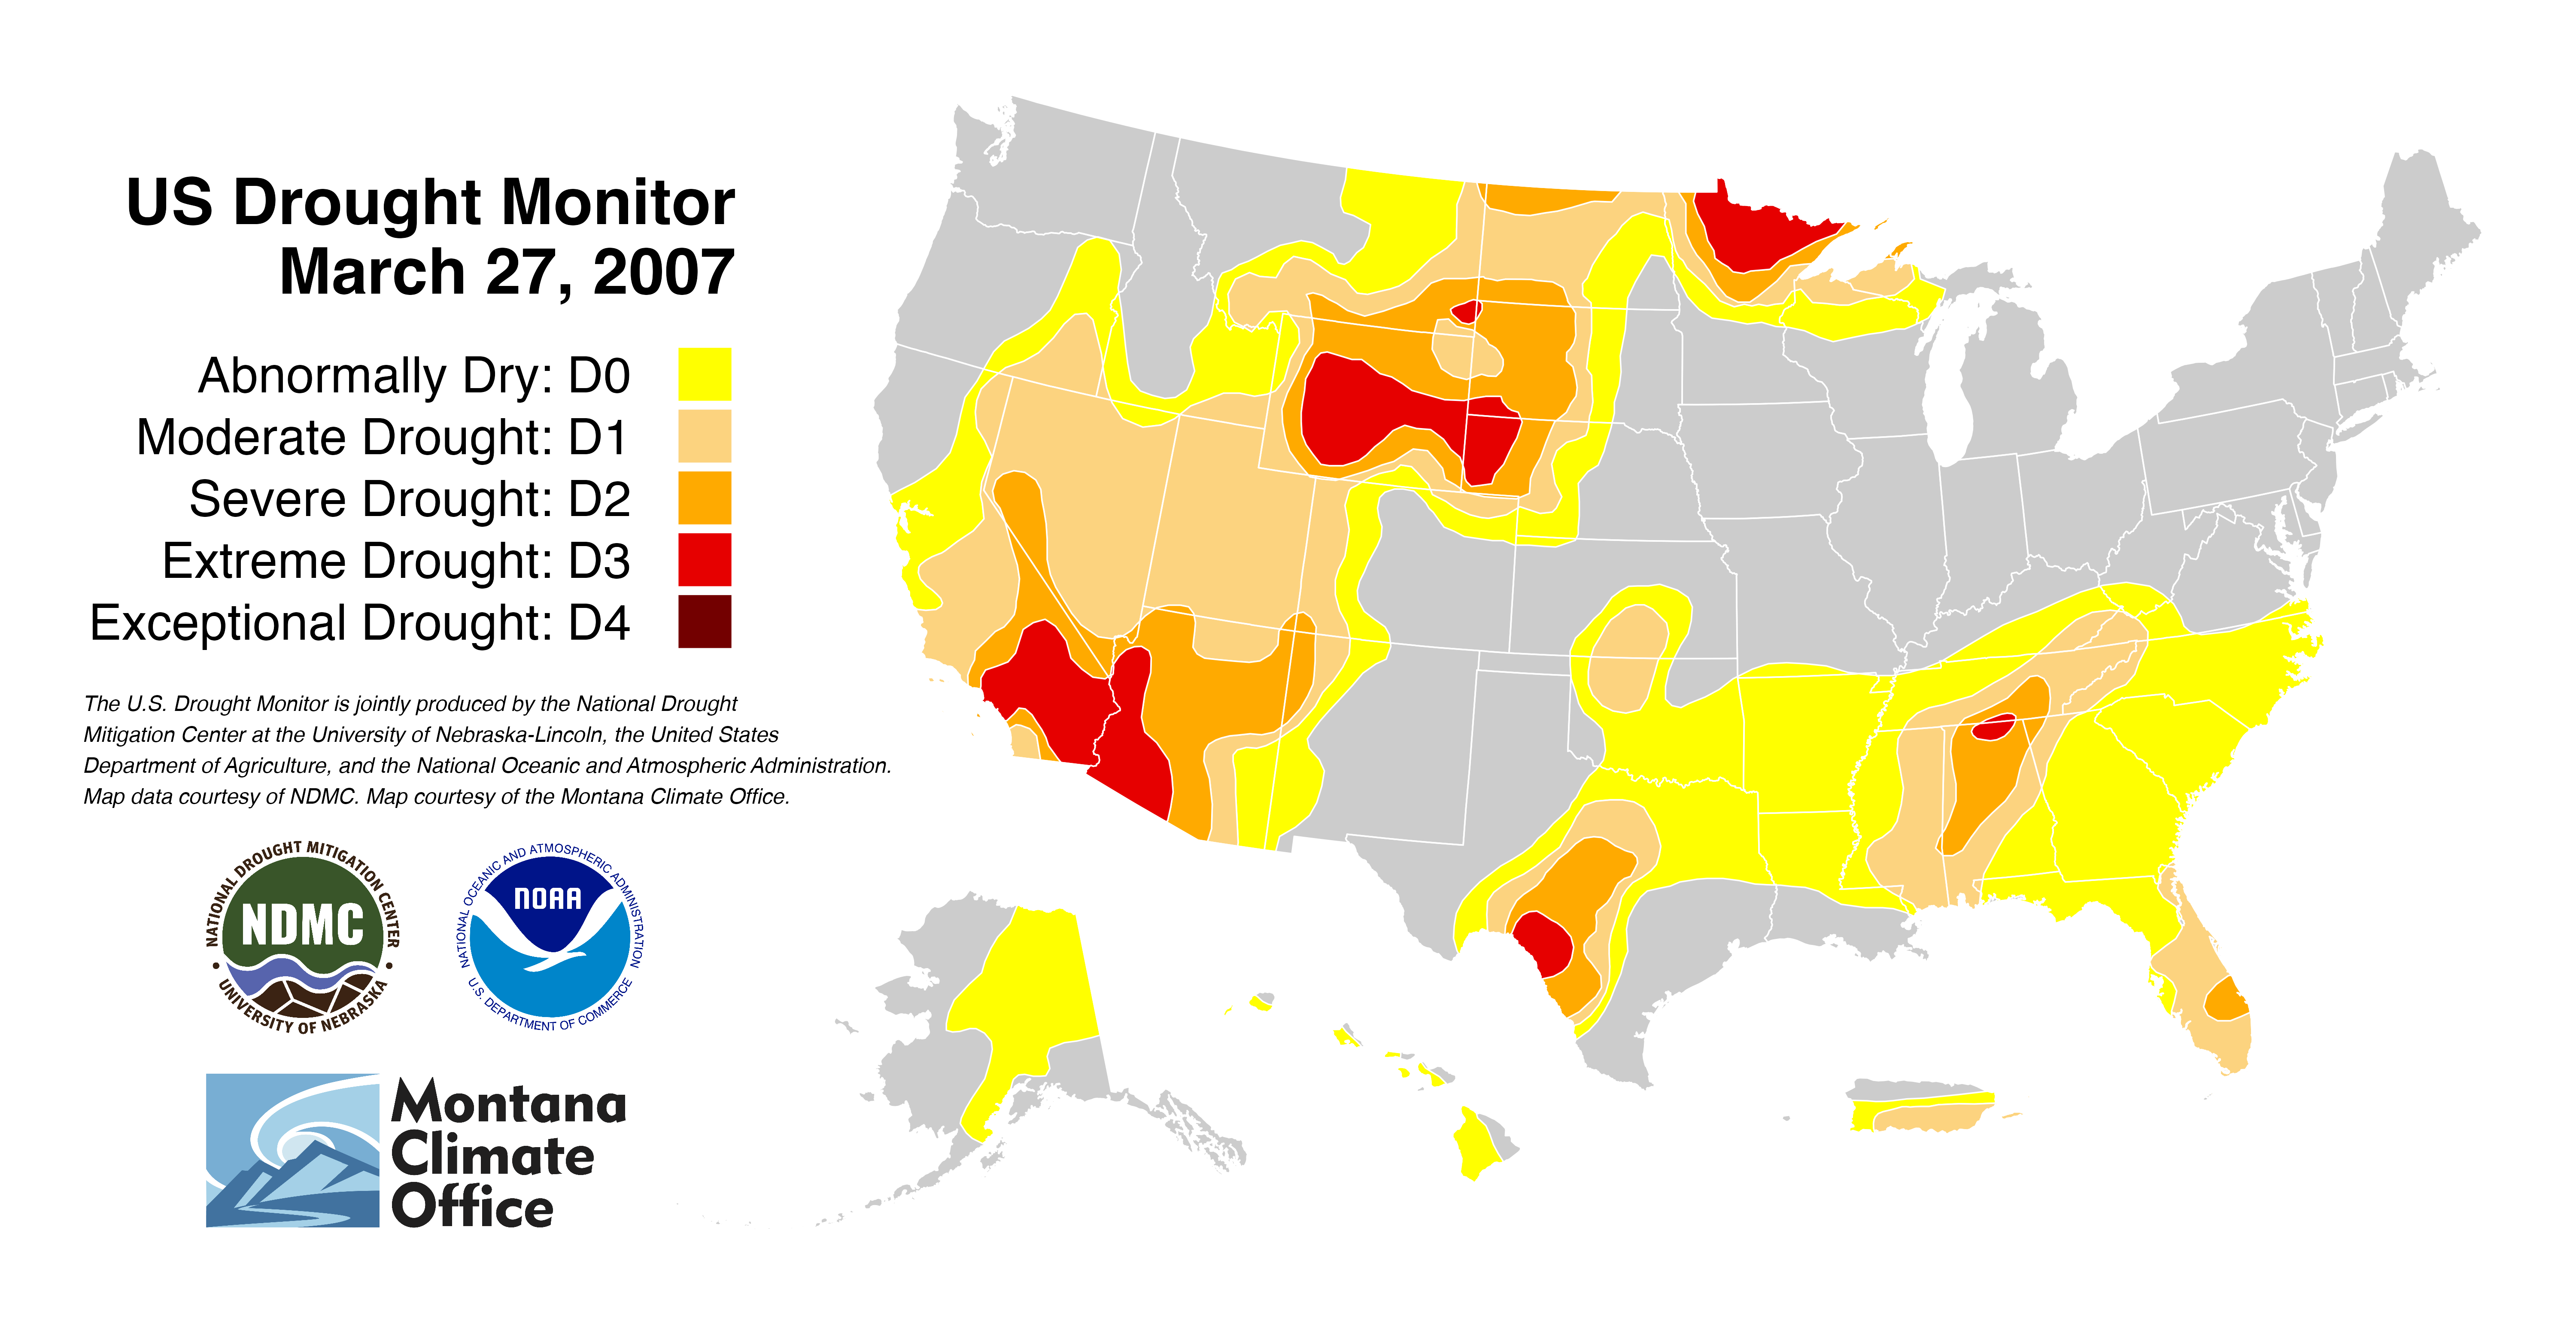 US Drought Monitor
March 27, 2007
Abnormally Dry: D0
Moderate Drought: D1
Severe Drought: D2
Extreme Drought: D3
Exceptional Drought: D4
The U.S. Drought Monitor is jointly produced by the National Drought
Mitigation Center at the University of Nebraska-Lincoln, the United States
Department of Agriculture, and the National Oceanic and Atmospheric Administration.
Map data courtesy of NDMC. Map courtesy of the Montana Climate Office.
NATIONAL DROUGHT MITIGATION CENTER
NDMC
• UNIVERSITY OF NEBRASKA •
NATIONAL OCEANIC AND ATMOSPHERIC ADMINISTRATION
NOAA
U.S. DEPARTMENT OF COMMERCE
Montana
Climate
Office